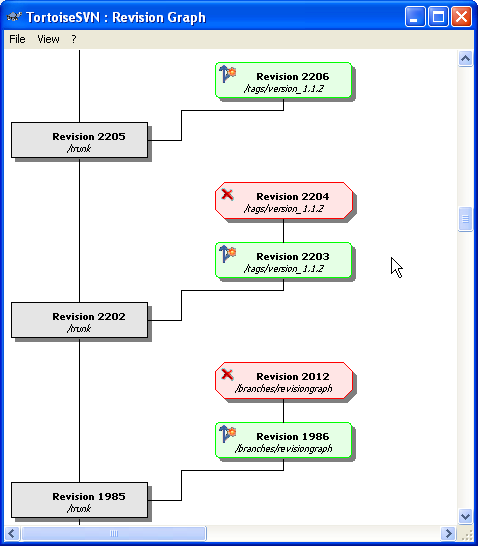 TortoiseSVN : Revision Graph
File View ?
Revision 2206
/tags/version_1.1.2
Revision 2205
/trunk
Revision 2204
/tags/version_1.1.2
Revision 2203
/tags/version_1.1.2
Revision 2202
/trunk
Revision 2012
/branches/revisiongraph
Revision 1986
/branches/revisiongraph
Revision 1985
/trunk